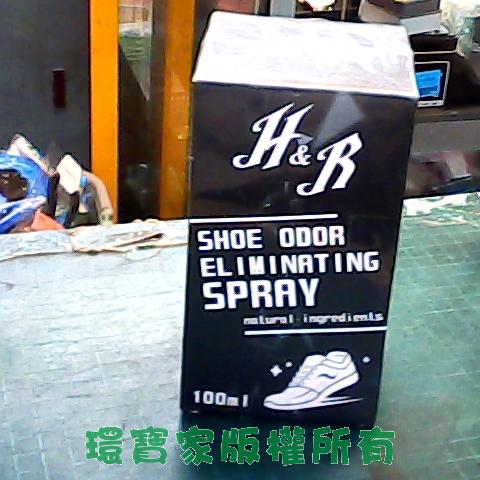 H&R
SHOE ODOR
ELIMINATING
SPRAY
natural ingredients
100ml
環寶家版權所有